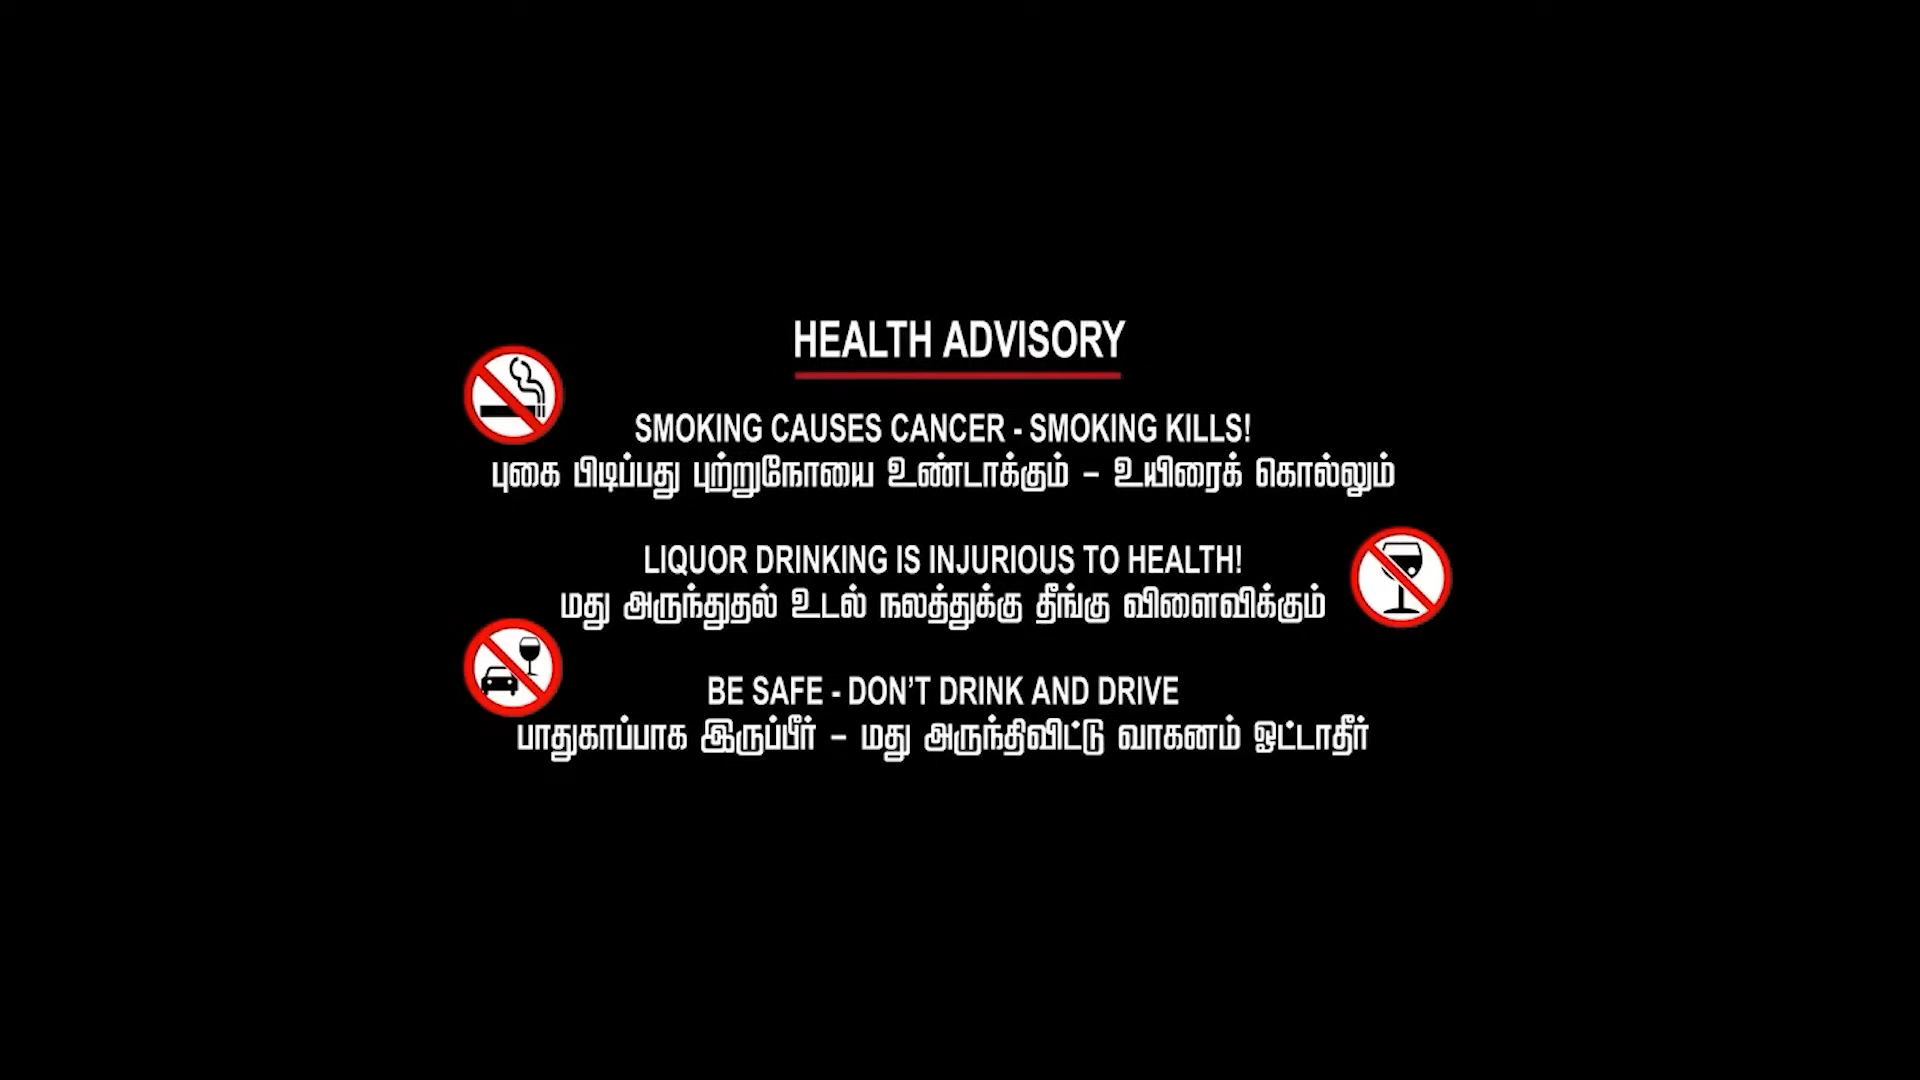 HEALTH ADVISORY
SMOKING CAUSES CANCER - SMOKING KILLS!
புகை பிடிப்பது புற்றுநோயை உண்டாக்கும் – உயிரைக் கொல்லும்
LIQUOR DRINKING IS INJURIOUS TO HEALTH!
மது அருந்துதல் உடல் நலத்துக்கு தீங்கு விளைவிக்கும்
BE SAFE - DON'T DRINK AND DRIVE
பாதுகாப்பாக இருப்பீர் – மது அருந்திவிட்டு வாகனம் ஓட்டாதீர்